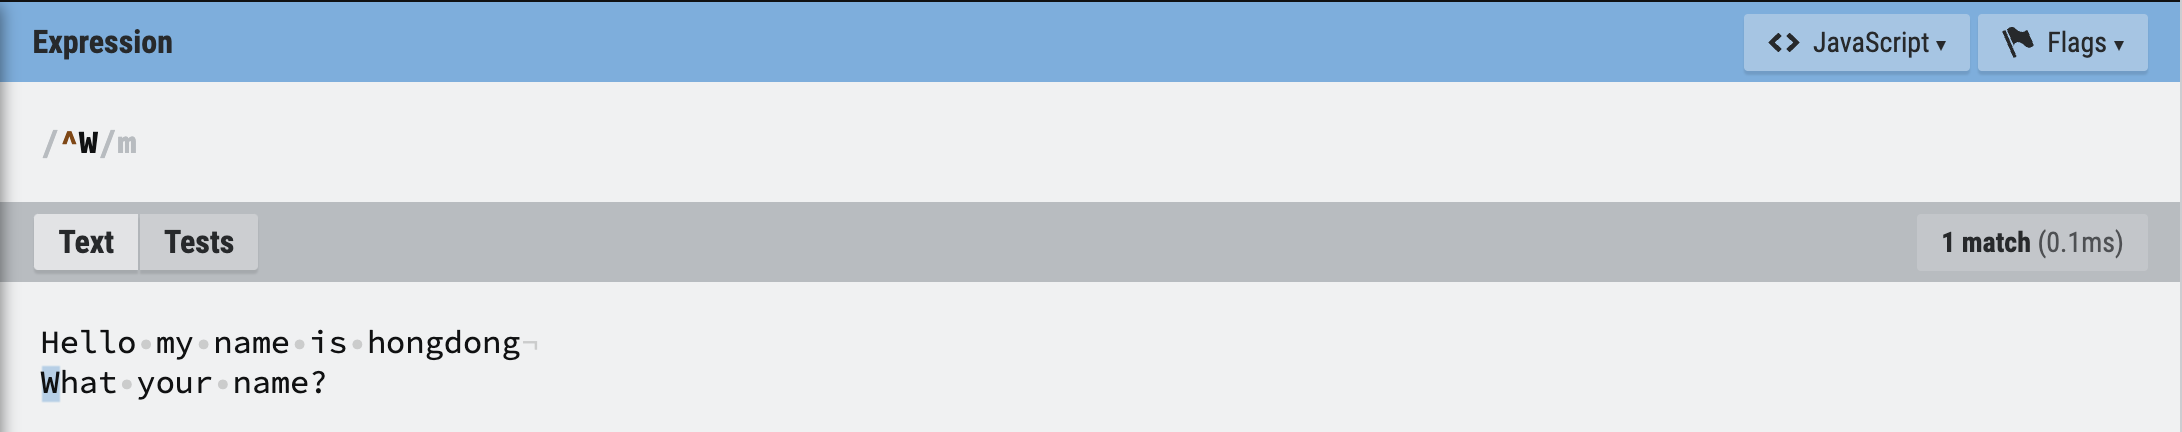 Expression
<> JavaScript ▾
Flags ▾
/^W/m
Text
Tests
1 match (0.1ms)
Hello·my·name·is·hongdong¬
What·your·name?